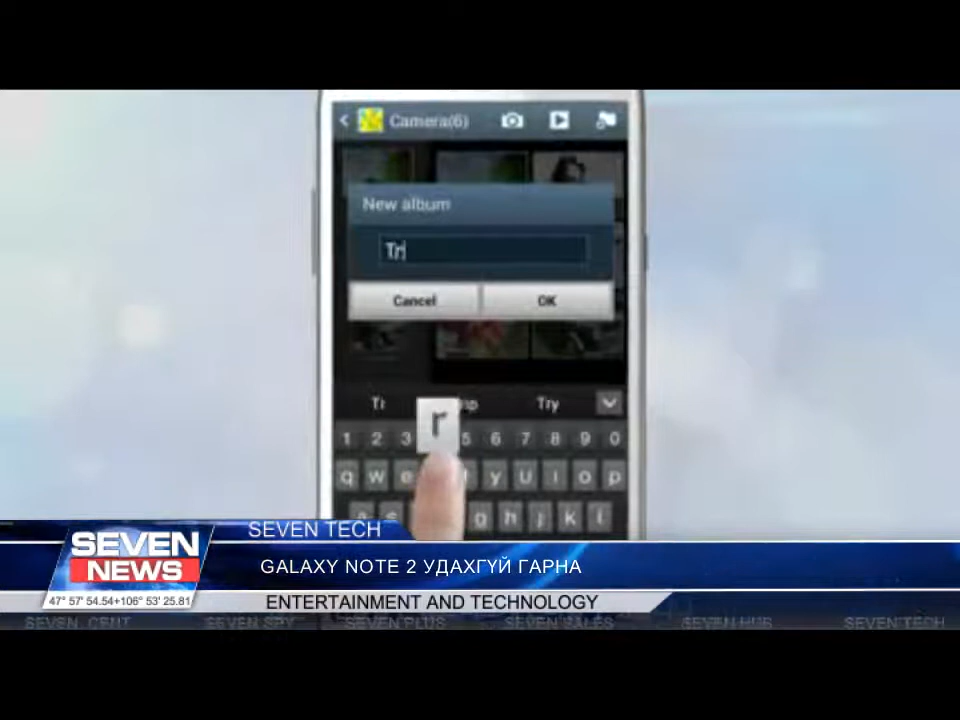 Camera(6)
New album
Tr
Cancel OK
Tr Try
r
1 2 3 5 6 7 8 9 0
q w e t y u i o p
a s g h j k l
SEVEN TECH
SEVEN
NEWS
GALAXY NOTE 2 УДАХГҮЙ ГАРНА
47° 57' 54.54+106° 53' 25.81
ENTERTAINMENT AND TECHNOLOGY
SEVEN CENT SEVEN SPY SEVEN PLUS SEVEN SALES SEVEN HUB SEVEN TECH